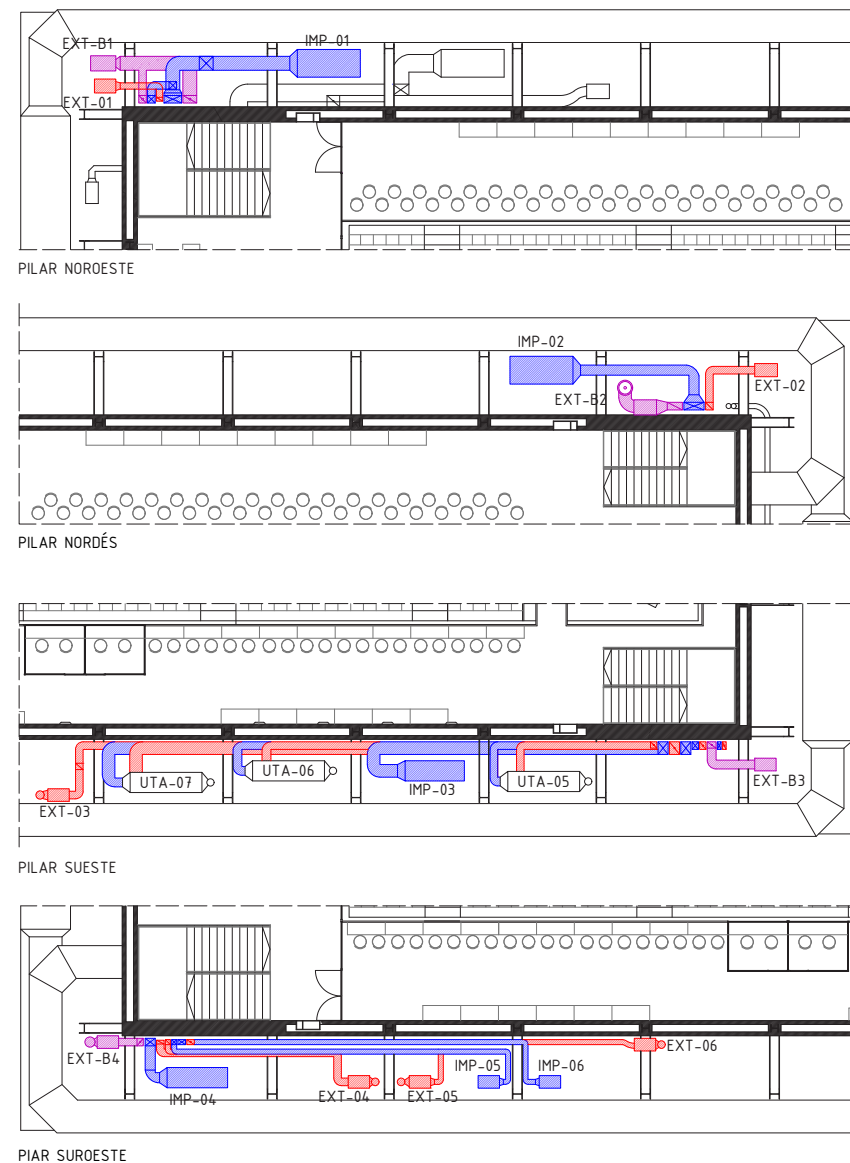 EXT-B1
IMP-01
EXT-01
PILAR NOROESTE
IMP-02
EXT-02
EXT-B2
PILAR NORDÉS
UTA-07
UTA-06
IMP-03
UTA-05
EXT-B3
EXT-03
PILAR SUESTE
EXT-B4
IMP-04
EXT-04
EXT-05
IMP-05
IMP-06
EXT-06
PIAR SUROESTE